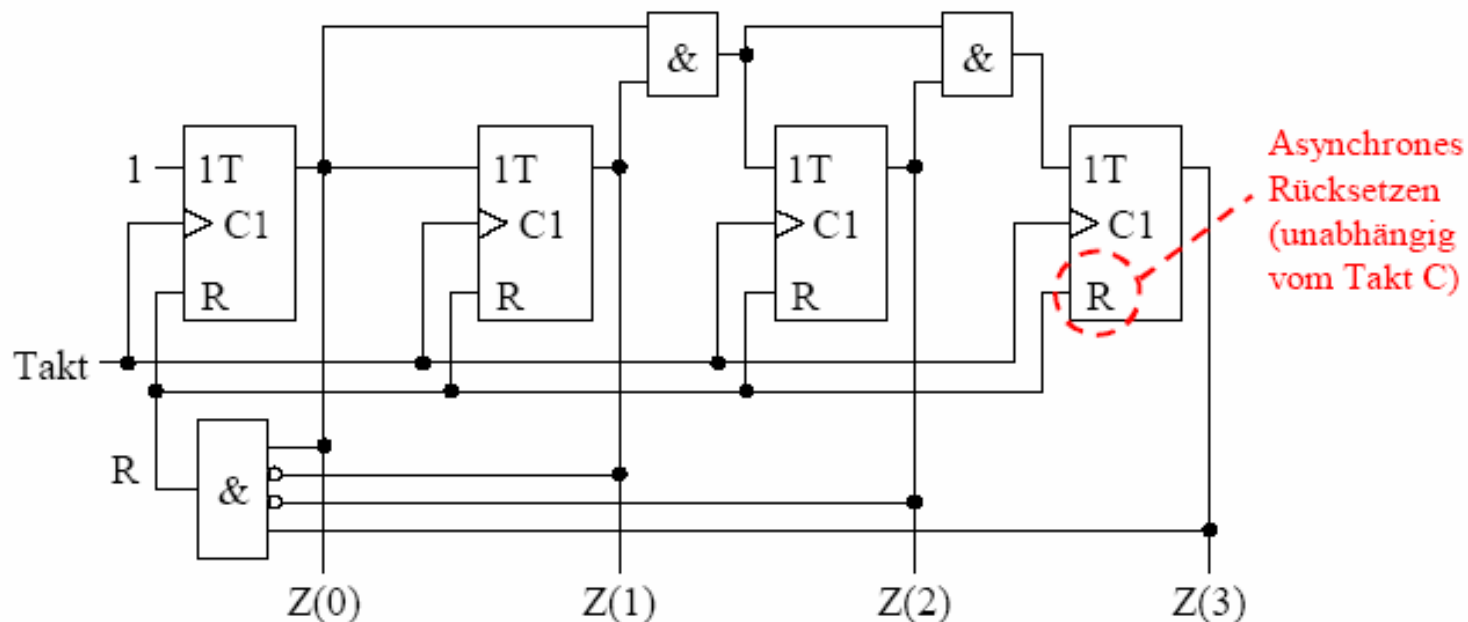 & &
1 1T 1T 1T 1T
C1 C1 C1 C1
R R R R
Asynchrones
Rücksetzen
(unabhängig
vom Takt C)
Takt
R &
Z(0) Z(1) Z(2) Z(3)